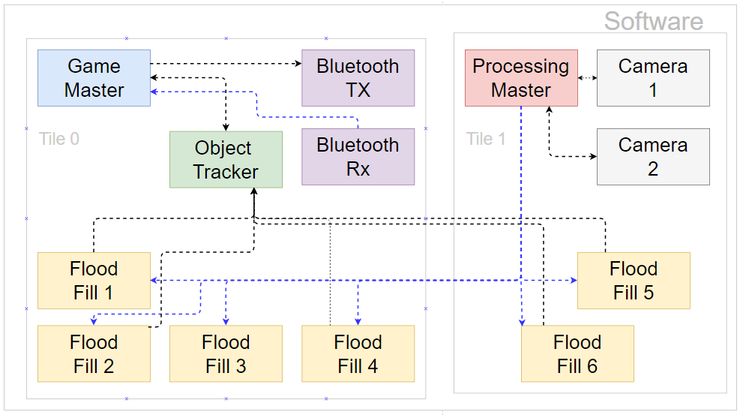 Software
Game
Master
Bluetooth
TX
Processing
Master
Camera
1
Tile 0
Object
Tracker
Bluetooth
Rx
Tile 1
Camera
2
Flood
Fill 1
Flood
Fill 5
Flood
Fill 2
Flood
Fill 3
Flood
Fill 4
Flood
Fill 6